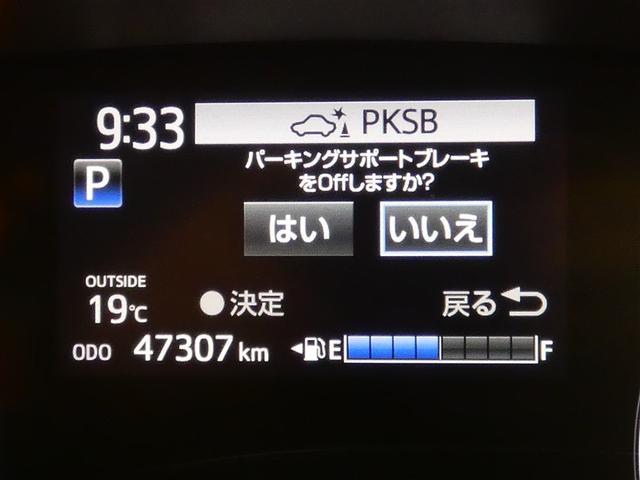 9:33
PKSB
パーキングサポートブレーキ
をOffしますか?
P
はい いいえ
OUTSIDE
19℃
決定 戻る
ODO 47307 km E F